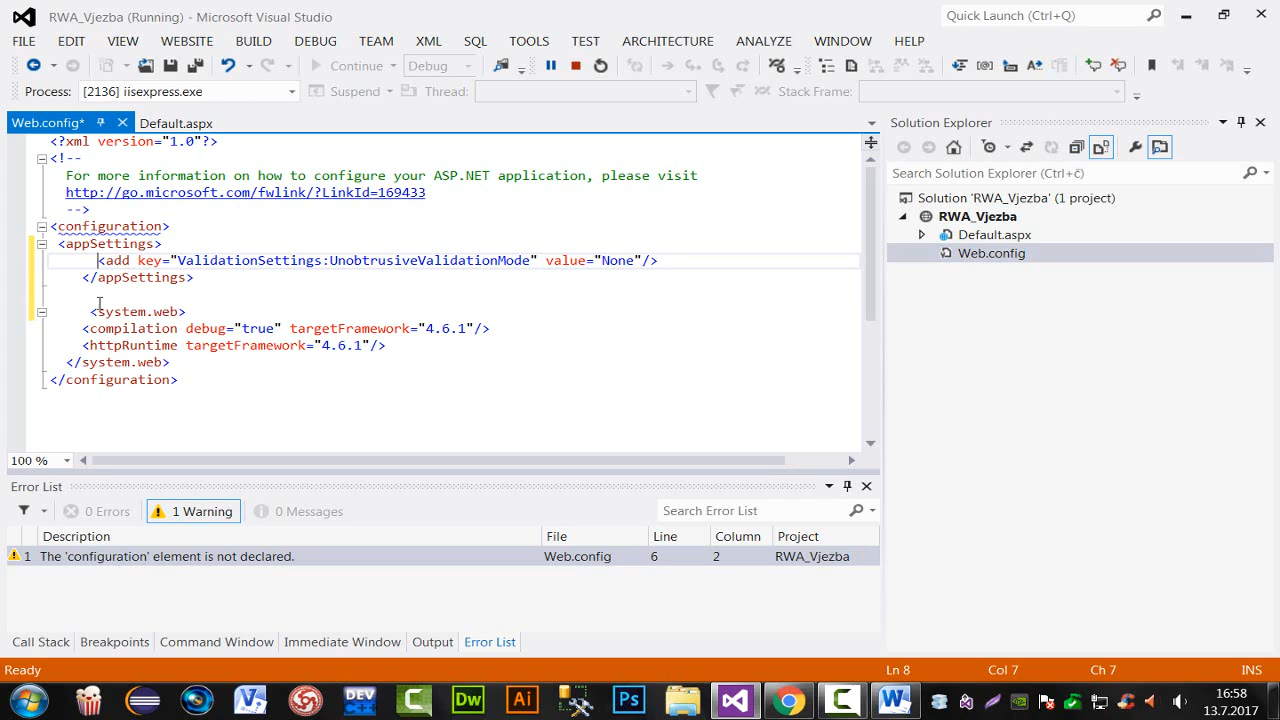 RWA_Vjezba (Running) - Microsoft Visual Studio
Quick Launch (Ctrl+Q)
FILE EDIT VIEW WEBSITE BUILD DEBUG TEAM XML SQL TOOLS TEST ARCHITECTURE ANALYZE WINDOW HELP
Continue Debug
Process: [2136] iisexpress.exe Suspend Thread: Stack Frame:
Web.config* Default.aspx
<?xml version="1.0"?>
<!--
For more information on how to configure your ASP.NET application, please visit
http://go.microsoft.com/fwlink/?LinkId=169433
-->
<configuration>
<appSettings>
<add key="ValidationSettings:UnobtrusiveValidationMode" value="None"/>
</appSettings>
<system.web>
<compilation debug="true" targetFramework="4.6.1"/>
<httpRuntime targetFramework="4.6.1"/>
</system.web>
</configuration>
100 %
Solution Explorer
Search Solution Explorer (Ctrl+č)
Solution 'RWA_Vjezba' (1 project)
RWA_Vjezba
Default.aspx
Web.config
Error List
0 Errors 1 Warning 0 Messages Search Error List
Description File Line Column Project
1 The 'configuration' element is not declared. Web.config 6 2 RWA_Vjezba
Call Stack Breakpoints Command Window Immediate Window Output Error List
Ready Ln 8 Col 7 Ch 7 INS
DEV
C++
Dw Ai Ps
16:58
13.7.2017